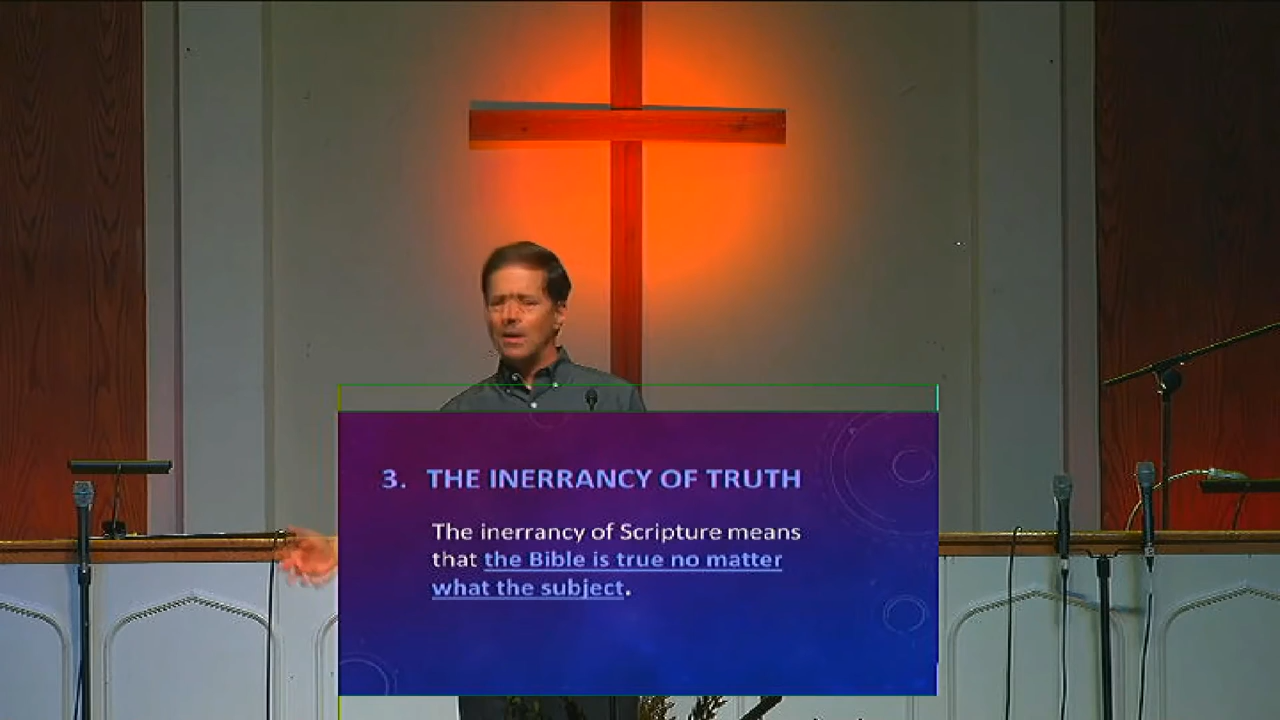 3. THE INERRANCY OF TRUTH
The inerrancy of Scripture means
that the Bible is true no matter
what the subject.